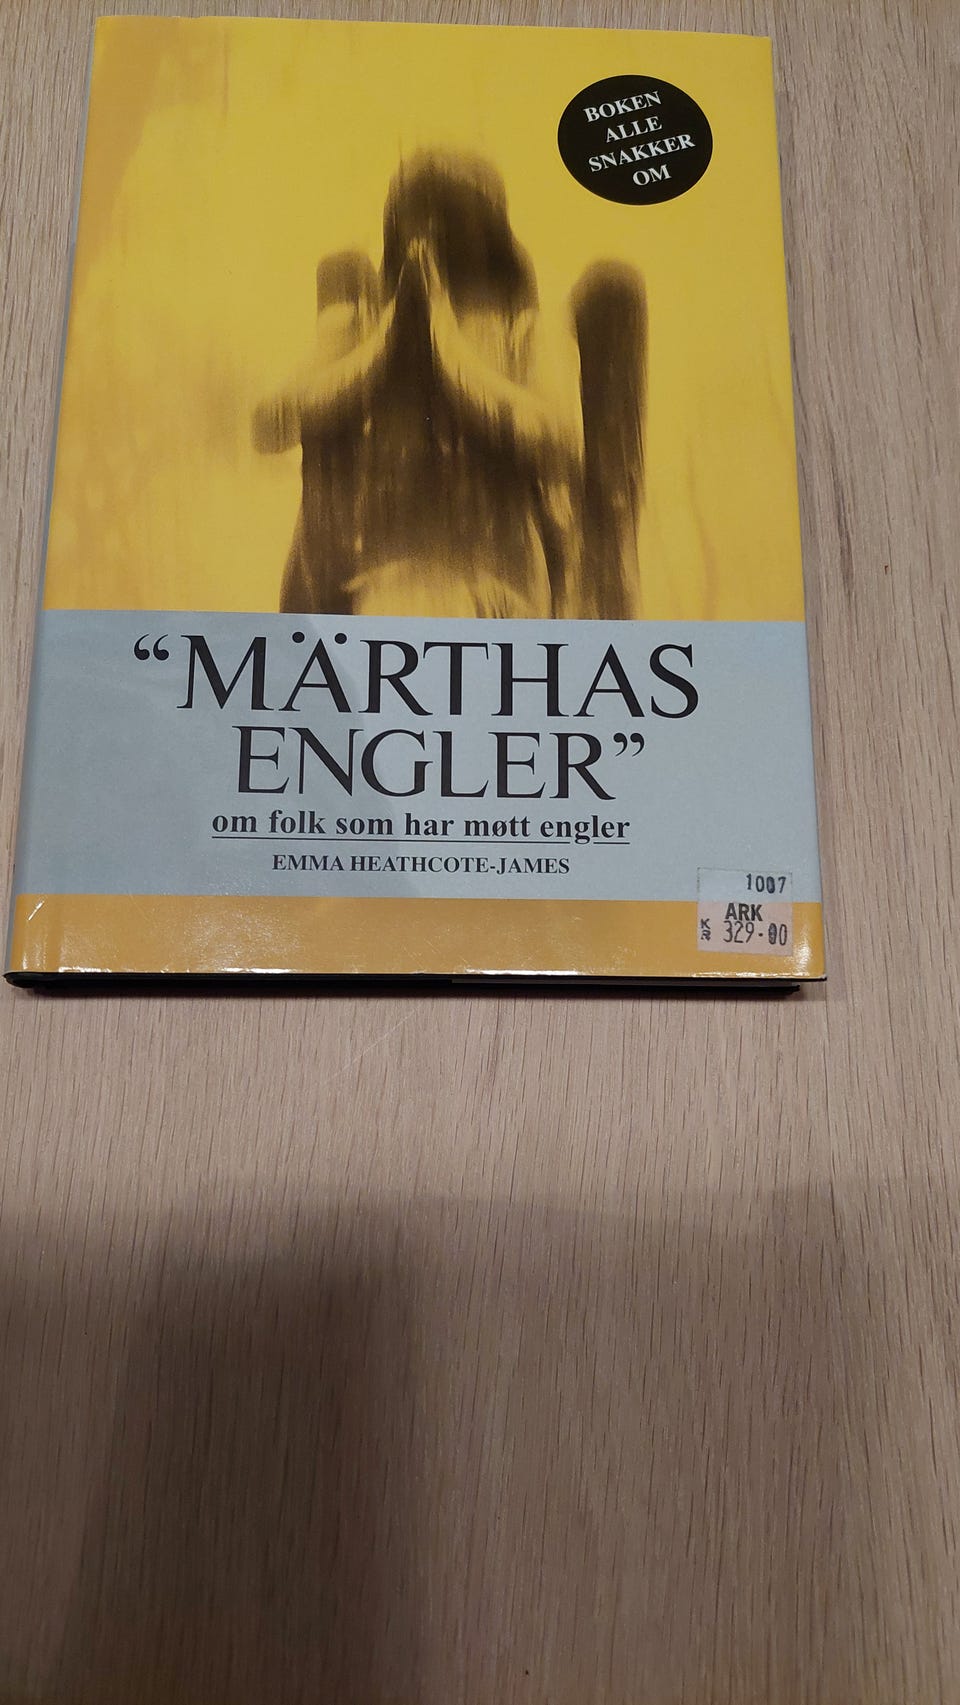 BOKEN
ALLE
SNAKKER
OM
“MÄRTHAS
ENGLER”
om folk som har møtt engler
EMMA HEATHCOTE-JAMES
1007
ARK
KR 329-00